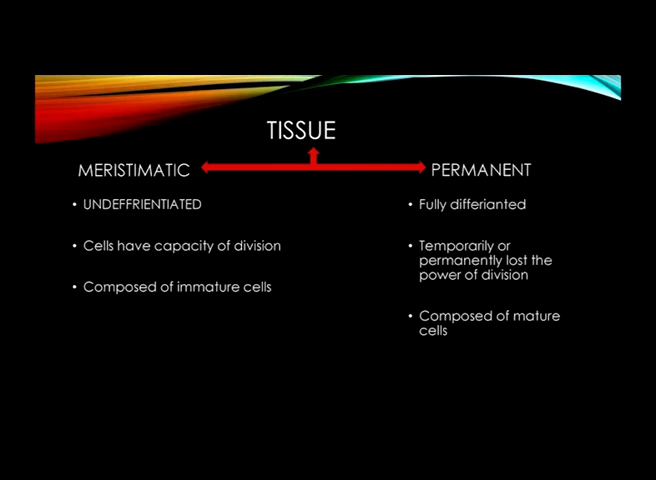 TISSUE
MERISTIMATIC
• UNDEFFRIENTIATED
• Cells have capacity of division
• Composed of immature cells
PERMANENT
• Fully differianted
• Temporarily or
permanently lost the
power of division
• Composed of mature
cells